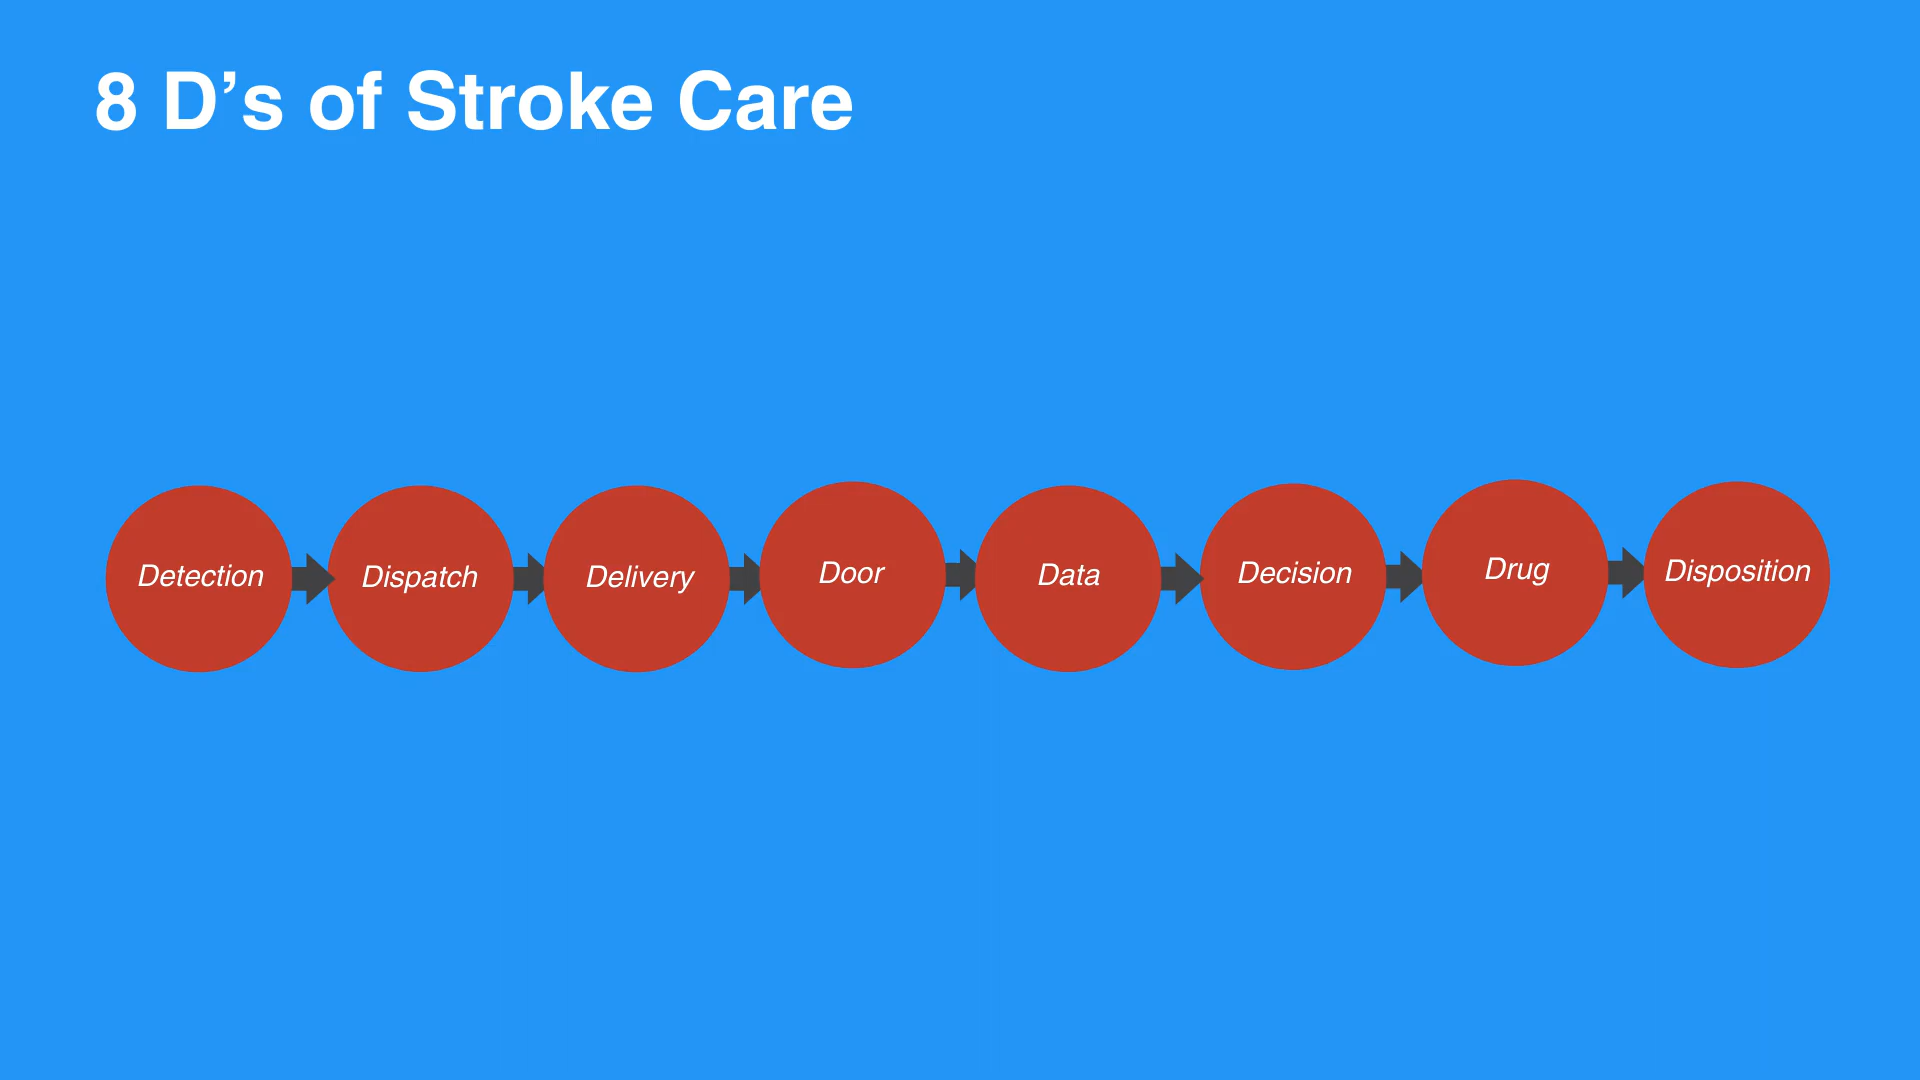 8 D’s of Stroke Care
Detection
Dispatch
Delivery
Door
Data
Decision
Drug
Disposition